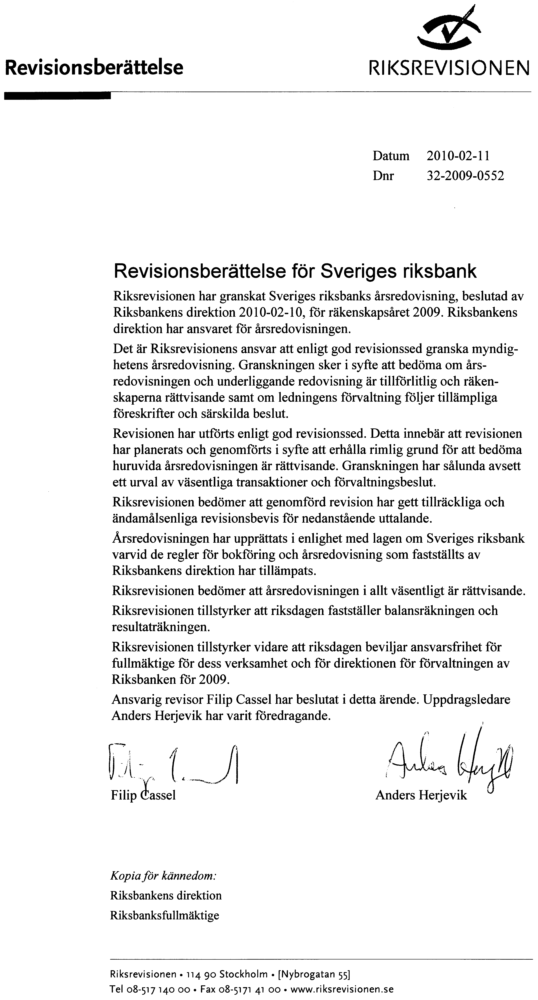 Revisionsberättelse
RIKSREVISIONEN
Datum 2010-02-11
Dnr 32-2009-0552
Revisionsberättelse för Sveriges riksbank
Riksrevisionen har granskat Sveriges riksbanks årsredovisning, beslutad av
Riksbankens direktion 2010-02-10, för räkenskapsåret 2009. Riksbankens
direktion har ansvaret för årsredovisningen.
Det är Riksrevisionens ansvar att enligt god revisionssed granska myndig-
hetens årsredovisning. Granskningen sker i syfte att bedöma om års-
redovisningen och underliggande redovisning är tillförlitlig och räken-
skaperna rättvisande samt om ledningens förvaltning följer tillämpliga
föreskrifter och särskilda beslut.
Revisionen har utförts enligt god revisionssed. Detta innebär att revisionen
har planerats och genomförts i syfte att erhålla rimlig grund för att bedöma
huruvida årsredovisningen är rättvisande. Granskningen har sålunda avsett
ett urval av väsentliga transaktioner och förvaltningsbeslut.
Riksrevisionen bedömer att genomförd revision har gett tillräckliga och
ändamålsenliga revisionsbevis för nedanstående uttalande.
Årsredovisningen har upprättats i enlighet med lagen om Sveriges riksbank
varvid de regler för bokföring och årsredovisning som fastställts av
Riksbankens direktion har tillämpats.
Riksrevisionen bedömer att årsredovisningen i allt väsentligt är rättvisande.
Riksrevisionen tillstyrker att riksdagen fastställer balansräkningen och
resultaträkningen.
Riksrevisionen tillstyrker vidare att riksdagen beviljar ansvarsfrihet för
fullmäktige för dess verksamhet och för direktionen för förvaltningen av
Riksbanken för 2009.
Ansvarig revisor Filip Cassel har beslutat i detta ärende. Uppdragsledare
Anders Herjevik har varit föredragande.
Filip Cassel Anders Herjevik
Kopia för kännedom:
Riksbankens direktion
Riksbanksfullmäktige
Riksrevisionen • 114 90 Stockholm • [Nybrogatan 55]
Tel 08-517 140 00 • Fax 08-5171 41 00 • www.riksrevisionen.se